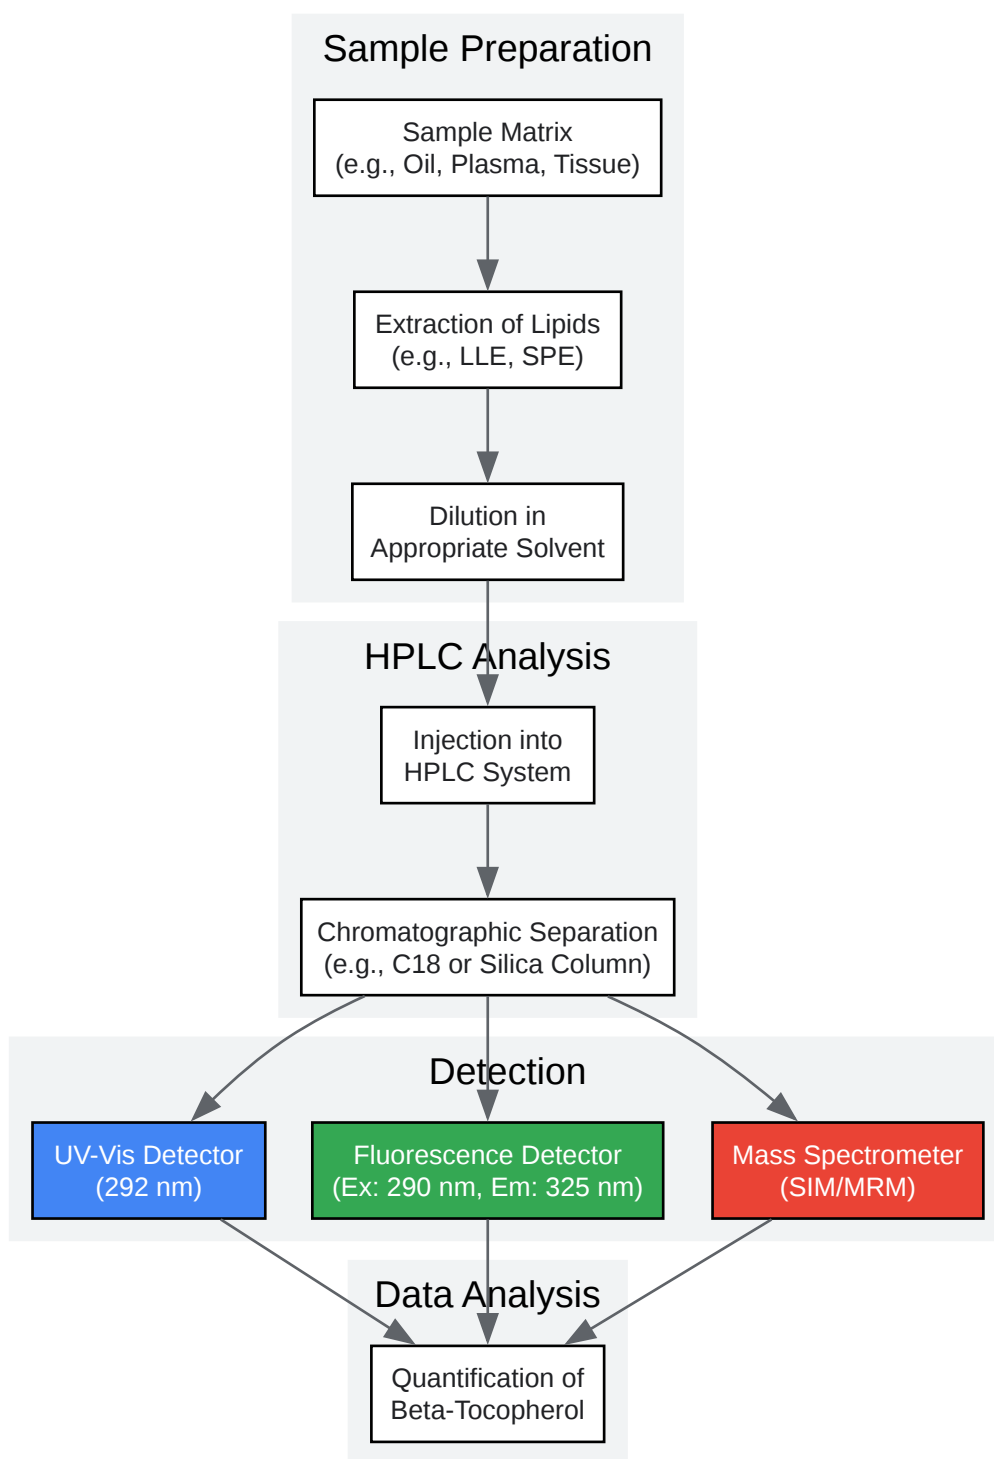 Sample Preparation
Sample Matrix
(e.g., Oil, Plasma, Tissue)
Extraction of Lipids
(e.g., LLE, SPE)
Dilution in
Appropriate Solvent
HPLC Analysis
Injection into
HPLC System
Chromatographic Separation
(e.g., C18 or Silica Column)
Detection
UV-Vis Detector
(292 nm)
Fluorescence Detector
(Ex: 290 nm, Em: 325 nm)
Mass Spectrometer
(SIM/MRM)
Data Analysis
Quantification of
Beta-Tocopherol